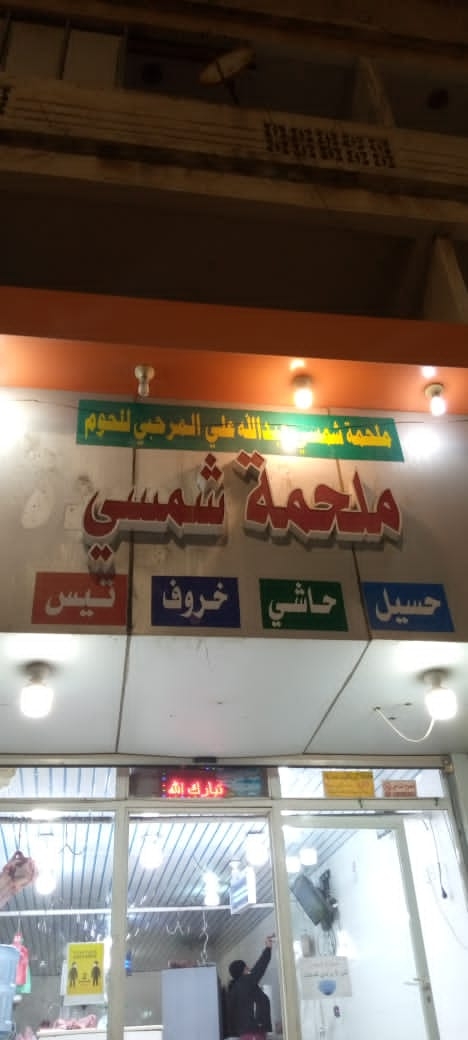 ملحمة شمسي عبدالله علي المرحبي للحوم
ملحمة شمسي
حسيل حاشي خروف تيس
تبارك الله